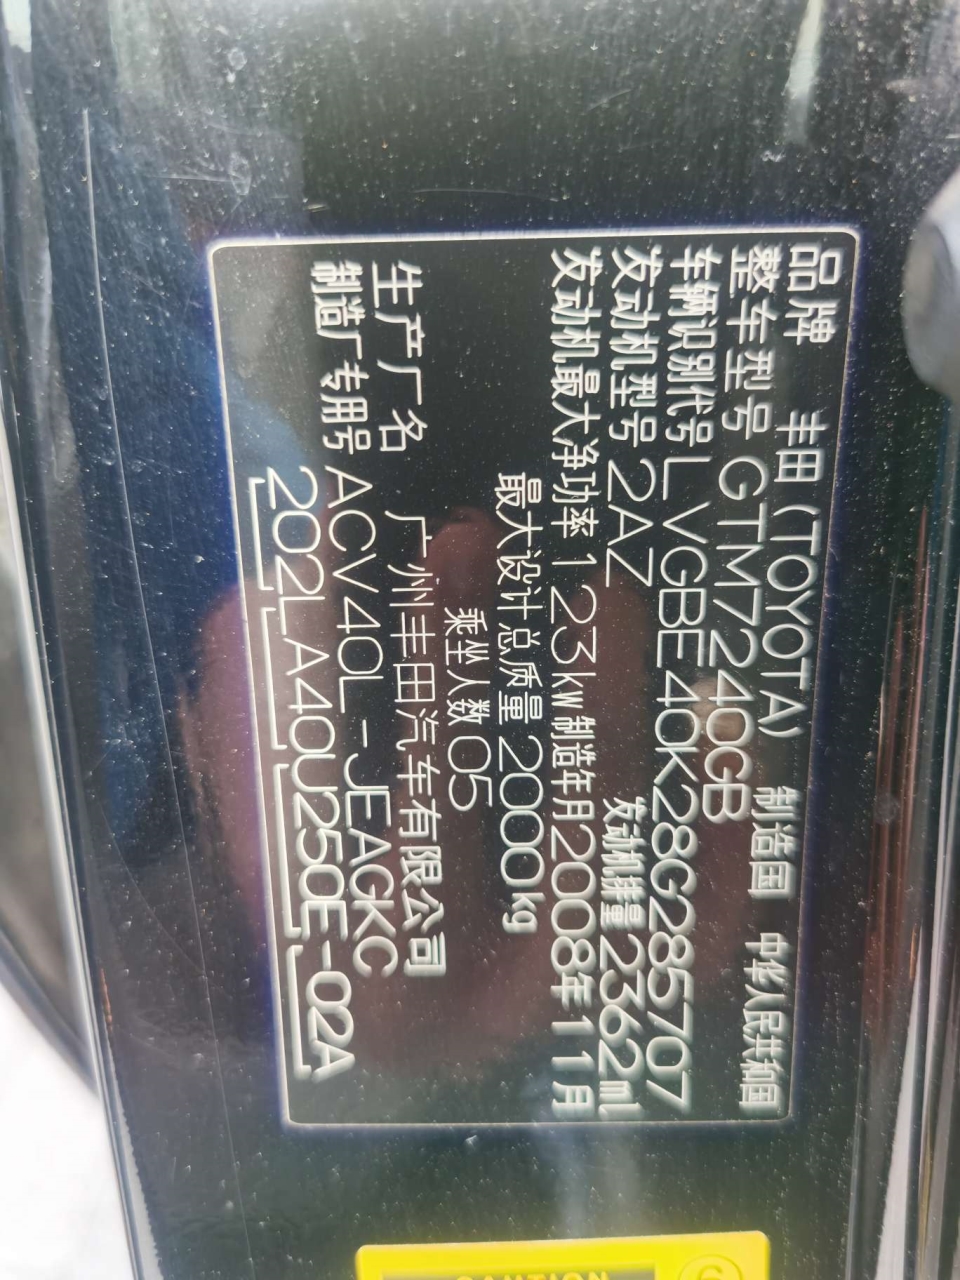 品牌 丰田(TOYOTA) 制造国 中华人民共和国
整车型号 GTM7240GB
车辆识别代号 LVGBE40K28G285707
发动机型号 2AZ 发动机排量 2362ml
发动机最大净功率 123kw 制造年月 2008年11月
最大设计总质量 2000kg
乘坐人数 05
生产厂名 广州丰田汽车有限公司
制造厂专用号 ACV40L-JEAGKC
202LA40U250E-02A
CAUTION